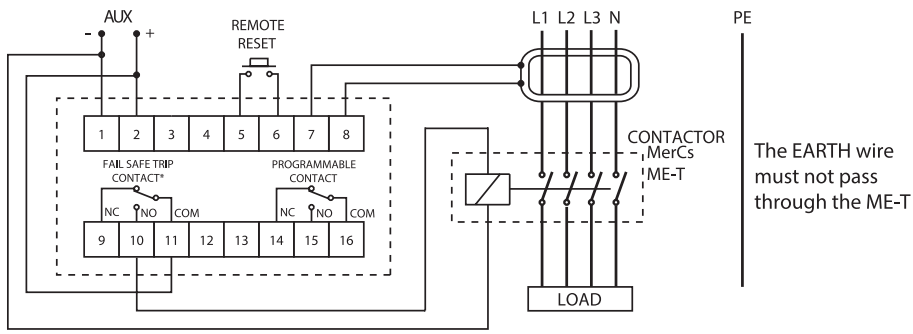 AUX
- +
REMOTE
RESET
L1 L2 L3 N
PE
1 2 3 4 5 6 7 8
FAIL SAFE TRIP
CONTACT*
PROGRAMMABLE
CONTACT
NC NO COM
NC NO COM
9 10 11 12 13 14 15 16
CONTACTOR
MerCs
ME-T
LOAD
The EARTH wire
must not pass
through the ME-T